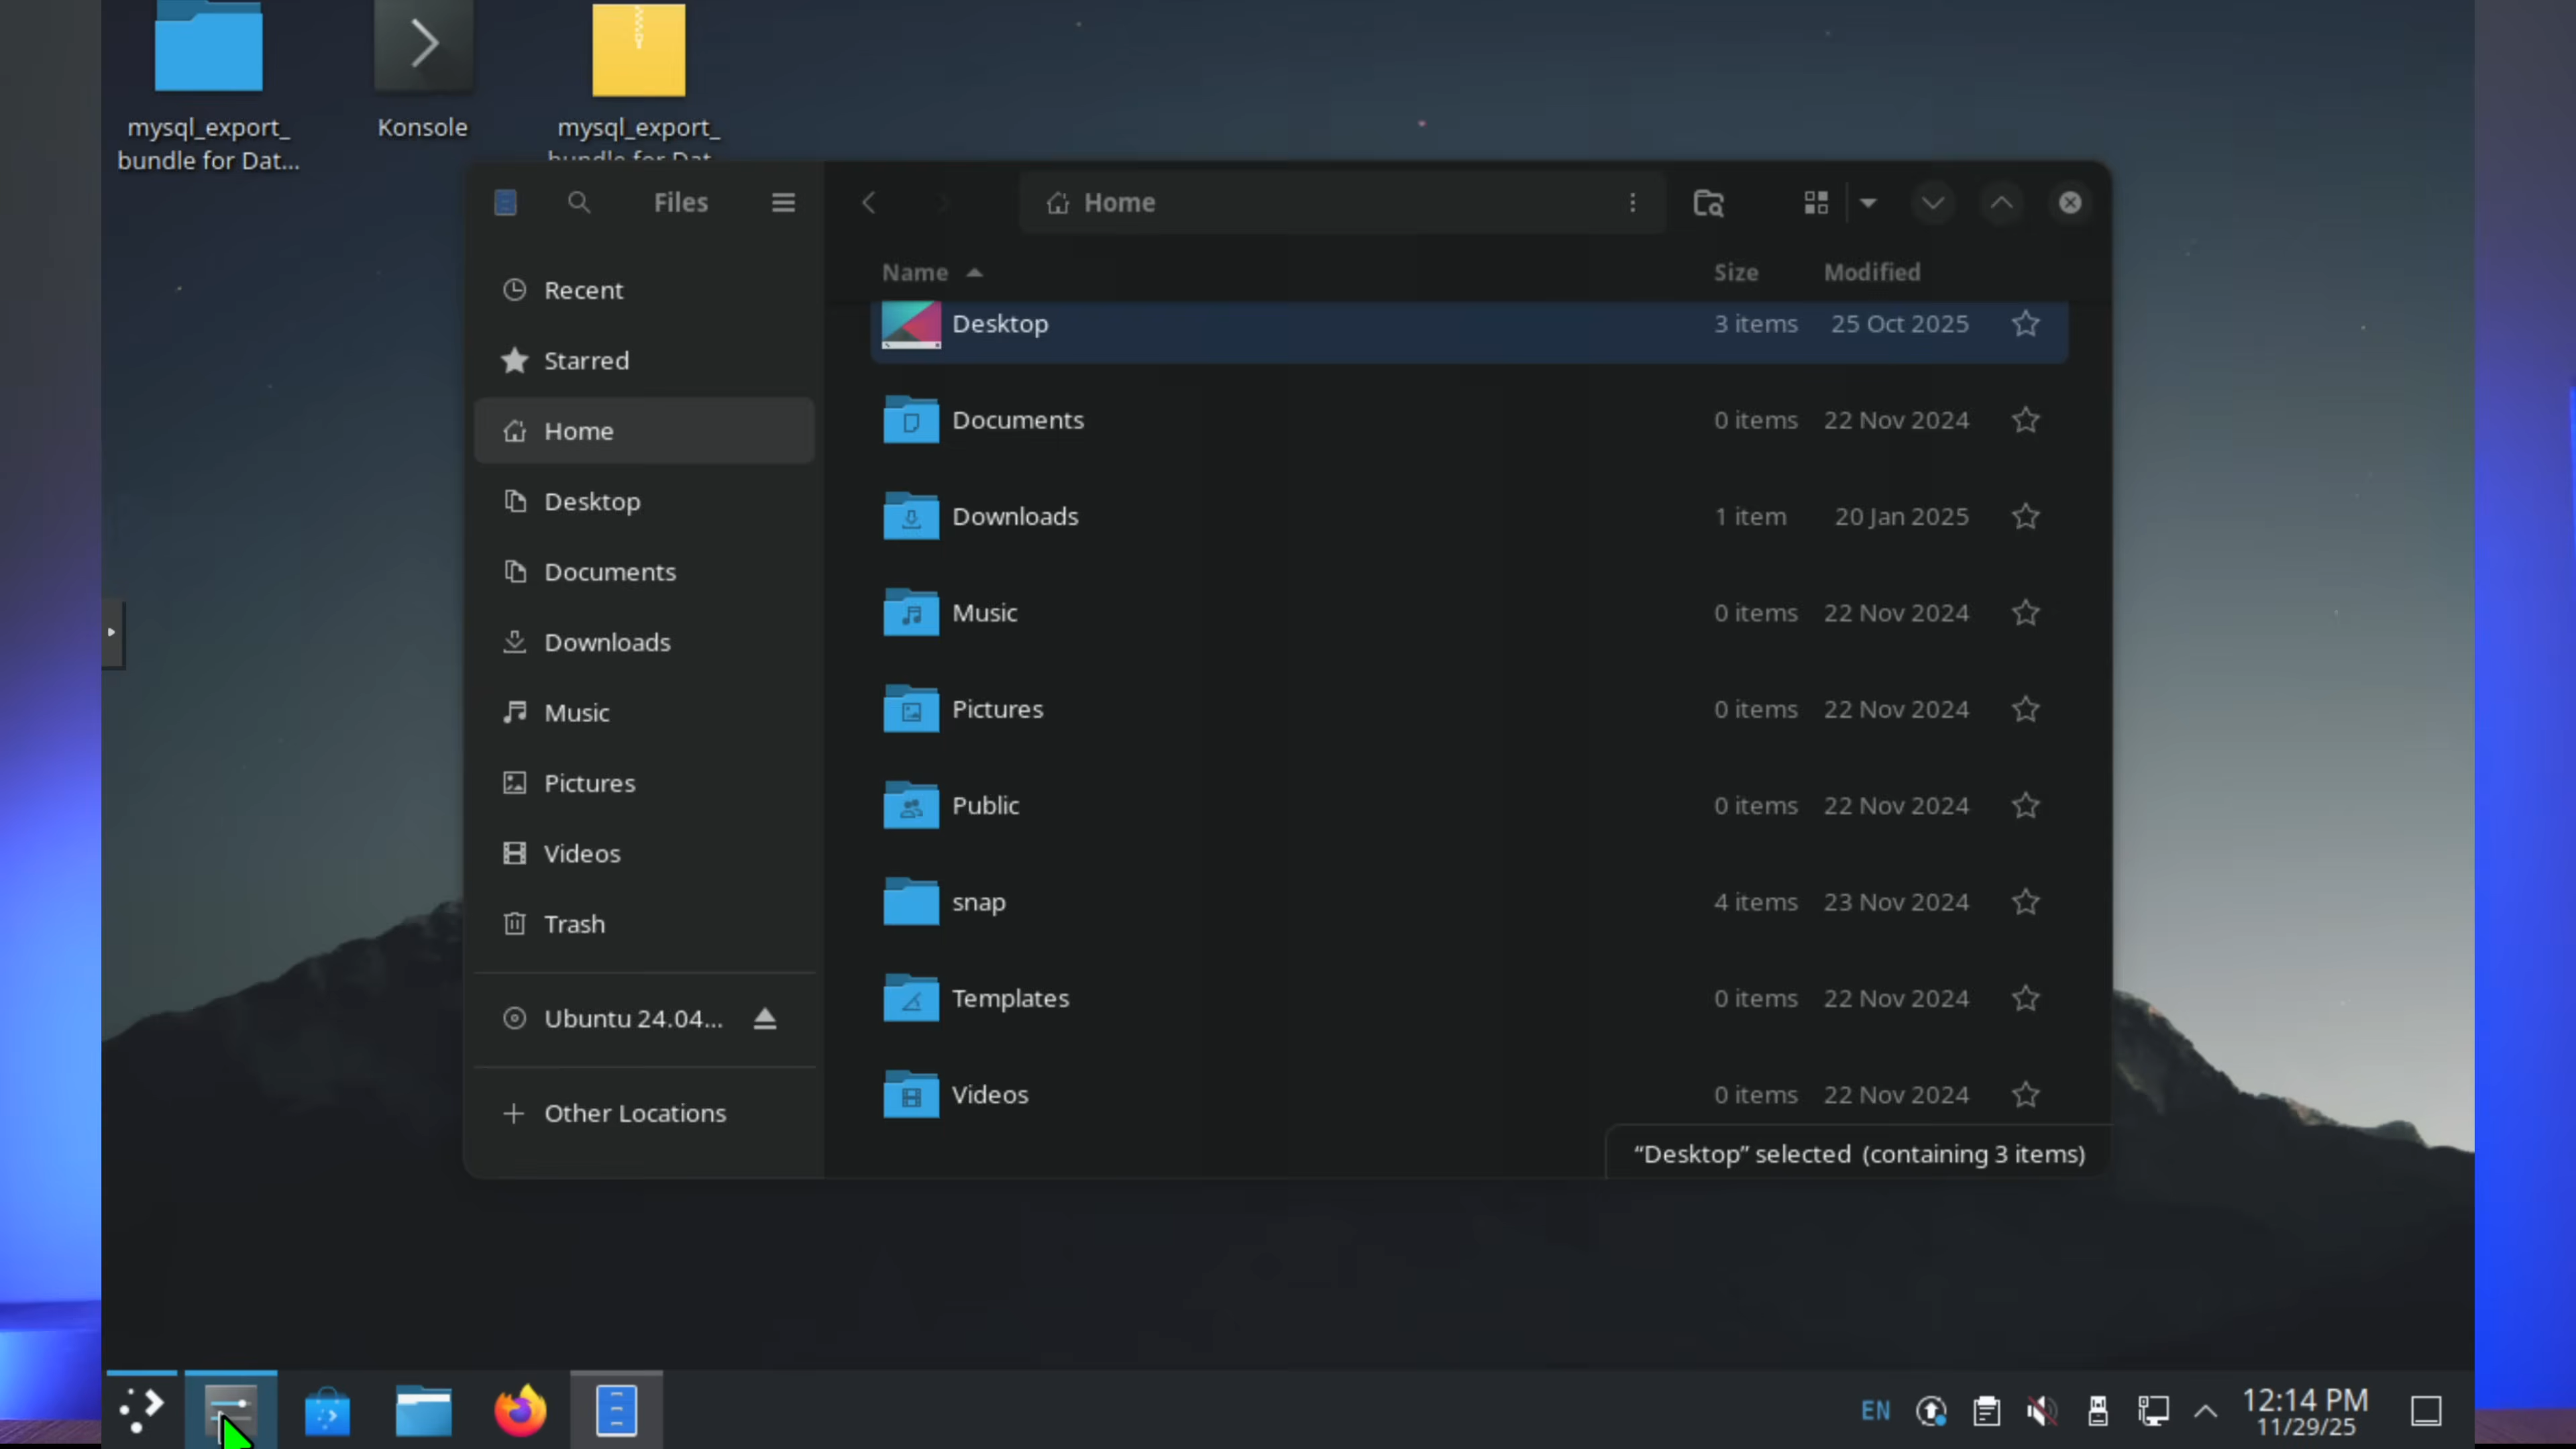 mysql_export_
bundle for Dat...
Konsole
mysql_export_
bundle for Dat
Files
Home
Recent
Starred
Home
Desktop
Documents
Downloads
Music
Pictures
Videos
Trash
Ubuntu 24.04...
Other Locations
Name Size Modified
Desktop 3 items 25 Oct 2025
Documents 0 items 22 Nov 2024
Downloads 1 item 20 Jan 2025
Music 0 items 22 Nov 2024
Pictures 0 items 22 Nov 2024
Public 0 items 22 Nov 2024
snap 4 items 23 Nov 2024
Templates 0 items 22 Nov 2024
Videos 0 items 22 Nov 2024
“Desktop” selected (containing 3 items)
EN
12:14 PM
11/29/25